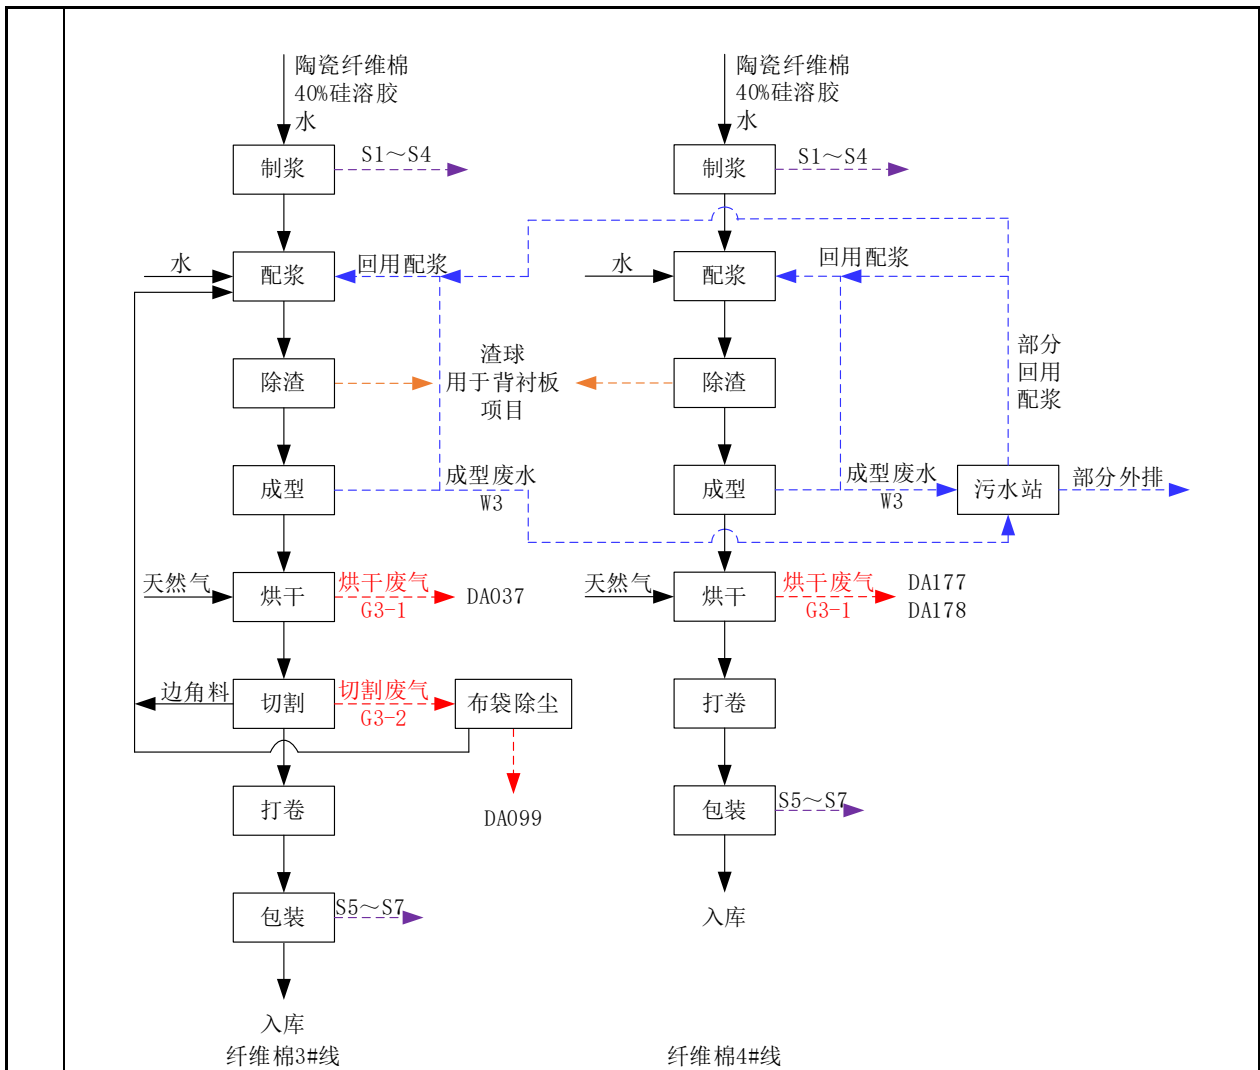 陶瓷纤维棉
40%硅溶胶
水
制浆
S1～S4
水
配浆
回用配浆
除渣
渣球
用于背衬板
项目
成型
成型废水
W3
天然气
烘干
烘干废气
G3-1
DA037
边角料
切割
切割废气
G3-2
布袋除尘
DA099
打卷
包装
S5～S7
入库
纤维棉3#线
陶瓷纤维棉
40%硅溶胶
水
制浆
S1～S4
水
配浆
回用配浆
除渣
部分
回用
配浆
成型
成型废水
W3
污水站
部分外排
天然气
烘干
烘干废气
G3-1
DA177
DA178
打卷
包装
S5～S7
入库
纤维棉4#线